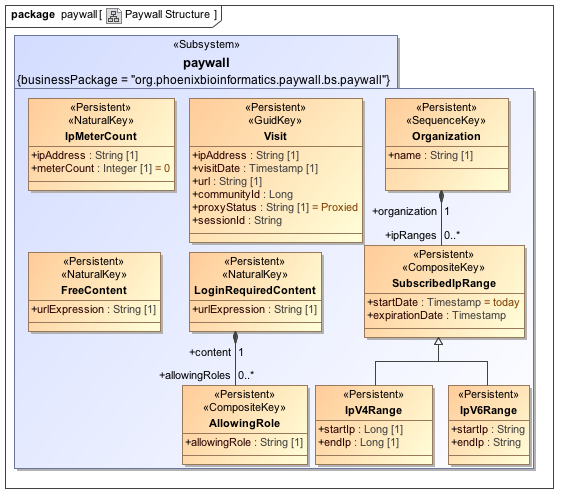 package paywall [ Paywall Structure ]
«Subsystem»
paywall
{businessPackage = "org.phoenixbioinformatics.paywall.bs.paywall"}
«Persistent»
«NaturalKey»
IpMeterCount
+ipAddress : String [1]
+meterCount : Integer [1] = 0
«Persistent»
«GuidKey»
Visit
+ipAddress : String [1]
+visitDate : Timestamp [1]
+url : String [1]
+communityId : Long
+proxyStatus : String [1] = Proxied
+sessionId : String
«Persistent»
«SequenceKey»
Organization
+name : String [1]
+organization 1
+ipRanges 0..*
«Persistent»
«NaturalKey»
FreeContent
+urlExpression : String [1]
«Persistent»
«NaturalKey»
LoginRequiredContent
+urlExpression : String [1]
«Persistent»
«CompositeKey»
SubscribedIpRange
+startDate : Timestamp = today
+expirationDate : Timestamp
+content 1
+allowingRoles 0..*
«Persistent»
«CompositeKey»
AllowingRole
+allowingRole : String [1]
«Persistent»
IpV4Range
+startIp : Long [1]
+endIp : Long [1]
«Persistent»
IpV6Range
+startIp : String
+endIp : String